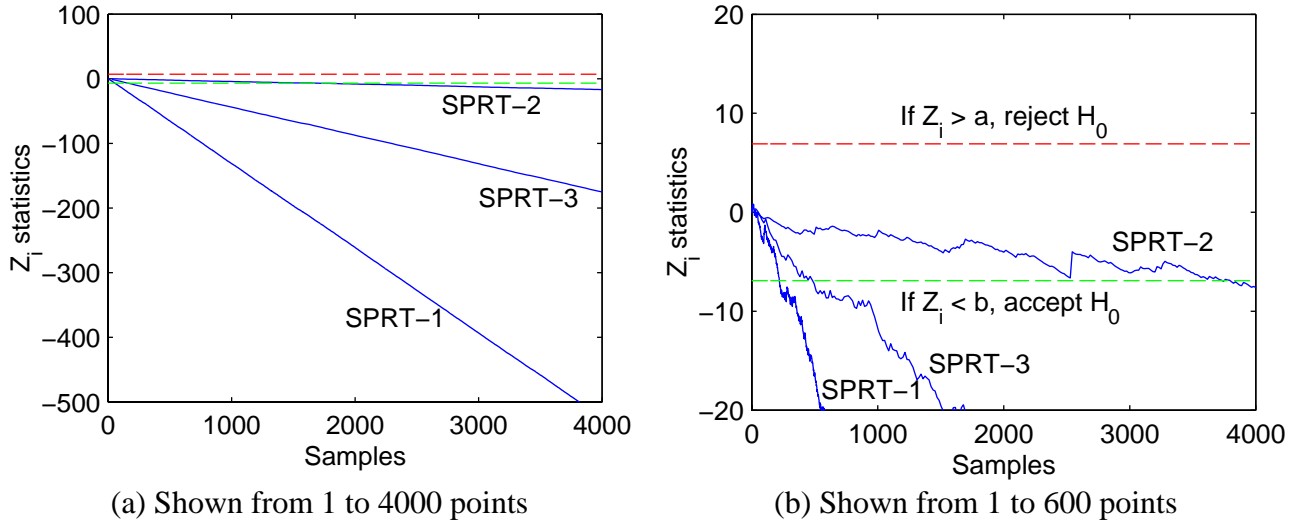 100
0
−100
−200
−300
−400
−500
0
1000
2000
3000
4000
Z_i statistics
Samples
SPRT−2
SPRT−3
SPRT−1
(a) Shown from 1 to 4000 points
20
10
0
−10
−20
0
1000
2000
3000
4000
Z_i statistics
Samples
If Z_i > a, reject H_0
SPRT−2
If Z_i < b, accept H_0
SPRT−3
SPRT−1
(b) Shown from 1 to 600 points